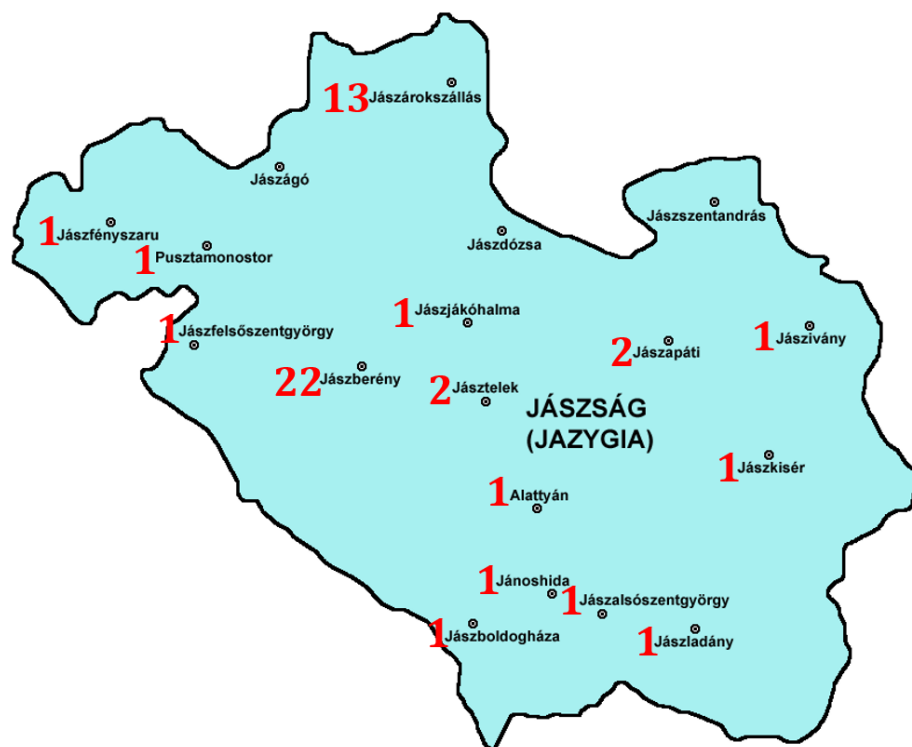 13 Jászárokszállás
Jászágó
Jászszentandrás
1 Jászfényszaru
Jászdózsa
1 Pusztamonostor
1 Jászjákóhalma
1 Jászfelsőszentgyörgy
1 Jászivány
2 Jászapáti
22 Jászberény
2 Jásztelek
JÁSZSÁG
(JAZYGIA)
1 Jászkisér
1 Alattyán
1 Jánoshida
1 Jászalsószentgyörgy
1 Jászboldogháza
1 Jászladány